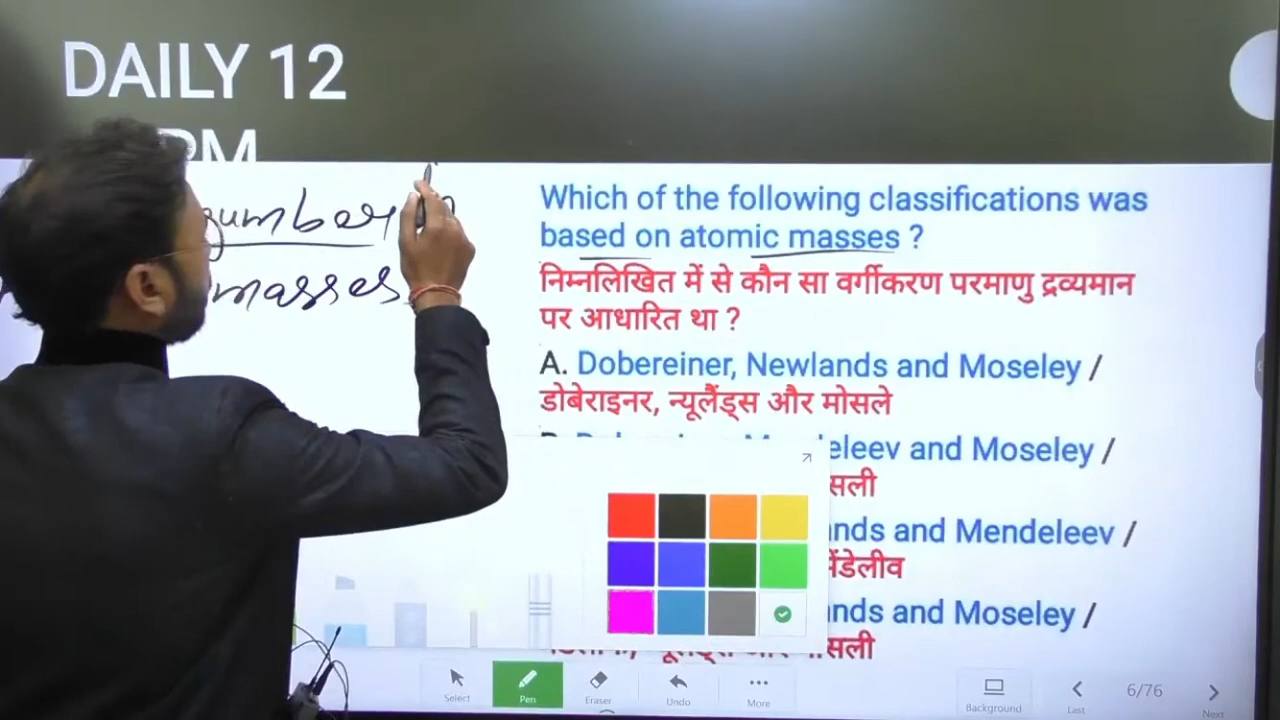 DAILY 12
PM
number
masses
Which of the following classifications was
based on atomic masses ?
निम्नलिखित में से कौन सा वर्गीकरण परमाणु द्रव्यमान
पर आधारित था ?
A. Dobereiner, Newlands and Moseley /
डोबेराइनर, न्यूलैंड्स और मोसले
eleev and Moseley /
सली
nds and Mendeleev /
मेंडेलीव
nds and Moseley /
सली
Select
Pen
Eraser
Undo
More
Background
Last
6/76
Next